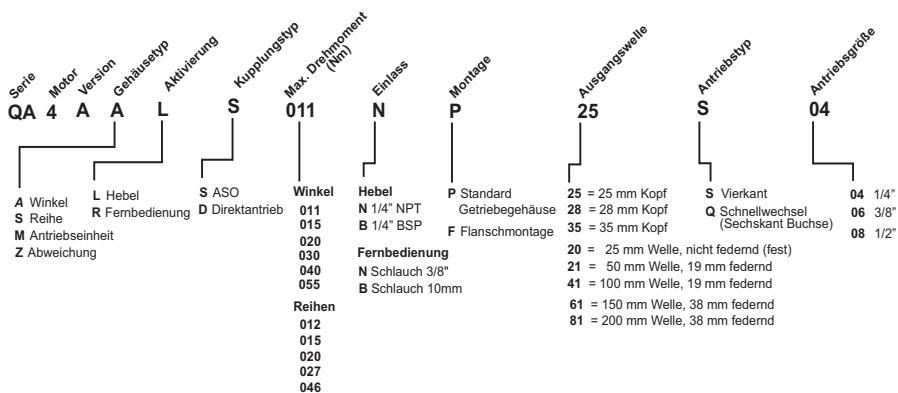 Serie
Motor
Version
Gehäusetyp
Aktivierung
Kupplungstyp
Max. Drehmoment
(Nm)
Einlass
Montage
Ausgangswelle
Antriebstyp
Antriebsgröße
QA 4 A A L S 011 N P 25 S 04
A Winkel
S Reihe
M Antriebseinheit
Z Abweichung
L Hebel
R Fernbedienung
S ASO
D Direktantrieb
Winkel
011
015
020
030
040
055
Reihen
012
015
020
027
046
Hebel
N 1/4" NPT
B 1/4" BSP
Fernbedienung
N Schlauch 3/8"
B Schlauch 10mm
P Standard
Getriebegehäuse
F Flanschmontage
25 = 25 mm Kopf
28 = 28 mm Kopf
35 = 35 mm Kopf
20 = 25 mm Welle, nicht federnd (fest)
21 = 50 mm Welle, 19 mm federnd
41 = 100 mm Welle, 19 mm federnd
61 = 150 mm Welle, 38 mm federnd
81 = 200 mm Welle, 38 mm federnd
S Vierkant
Q Schnellwechsel
(Sechskant Buchse)
04 1/4"
06 3/8"
08 1/2"